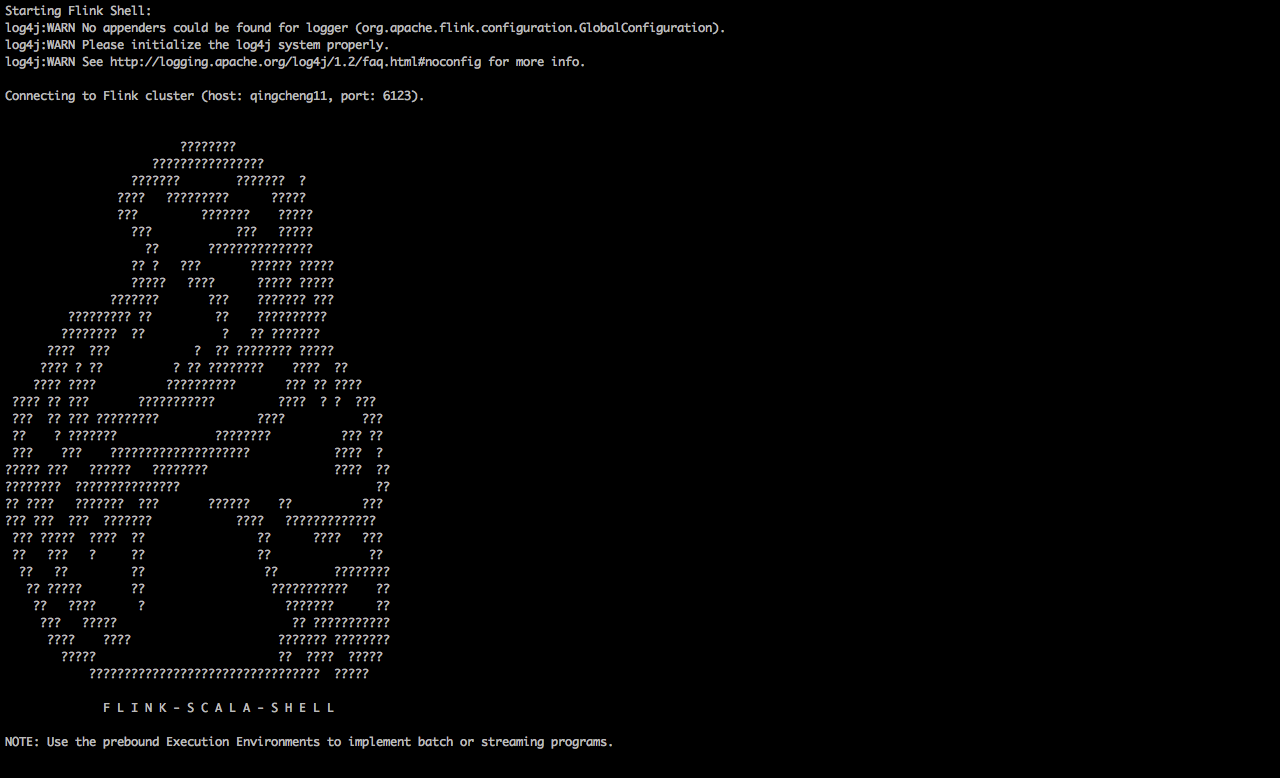 Starting Flink Shell:
log4j:WARN No appenders could be found for logger (org.apache.flink.configuration.GlobalConfiguration).
log4j:WARN Please initialize the log4j system properly.
log4j:WARN See http://logging.apache.org/log4j/1.2/faq.html#noconfig for more info.

Connecting to Flink cluster (host: qingcheng11, port: 6123).


                         ????????
                     ????????????????
                  ???????        ???????  ?
                ????   ?????????      ?????
                ???         ???????    ?????
                  ???            ???   ?????
                    ??       ???????????????
                  ?? ?   ???       ?????? ?????
                  ?????   ????      ????? ?????
               ???????       ???    ??????? ???
         ????????? ??         ??    ??????????
        ????????  ??           ?   ?? ???????
      ????  ???            ?  ?? ???????? ?????
     ???? ? ??          ? ?? ????????    ????  ??
    ???? ????          ??????????       ??? ?? ????
 ???? ?? ???       ???????????         ????  ? ?  ???
 ???  ?? ??? ?????????              ????           ???
 ??    ? ???????              ????????          ??? ??
 ???    ???    ????????????????????            ????  ?
????? ???   ??????   ????????                  ????  ??
????????  ???????????????                            ??
?? ????   ???????  ???       ??????    ??          ???
??? ???  ???  ???????            ????   ?????????????
 ??? ?????  ????  ??                ??      ????   ???
 ??   ???   ?     ??                ??              ??
  ??   ??         ??                 ??        ????????
   ?? ?????       ??                  ???????????    ??
    ??   ????      ?                    ???????      ??
     ???   ?????                         ?? ???????????
      ????    ????                     ??????? ????????
        ?????                          ??  ????  ?????
            ?????????????????????????????????  ?????

              F L I N K - S C A L A - S H E L L

NOTE: Use the prebound Execution Environments to implement batch or streaming programs.